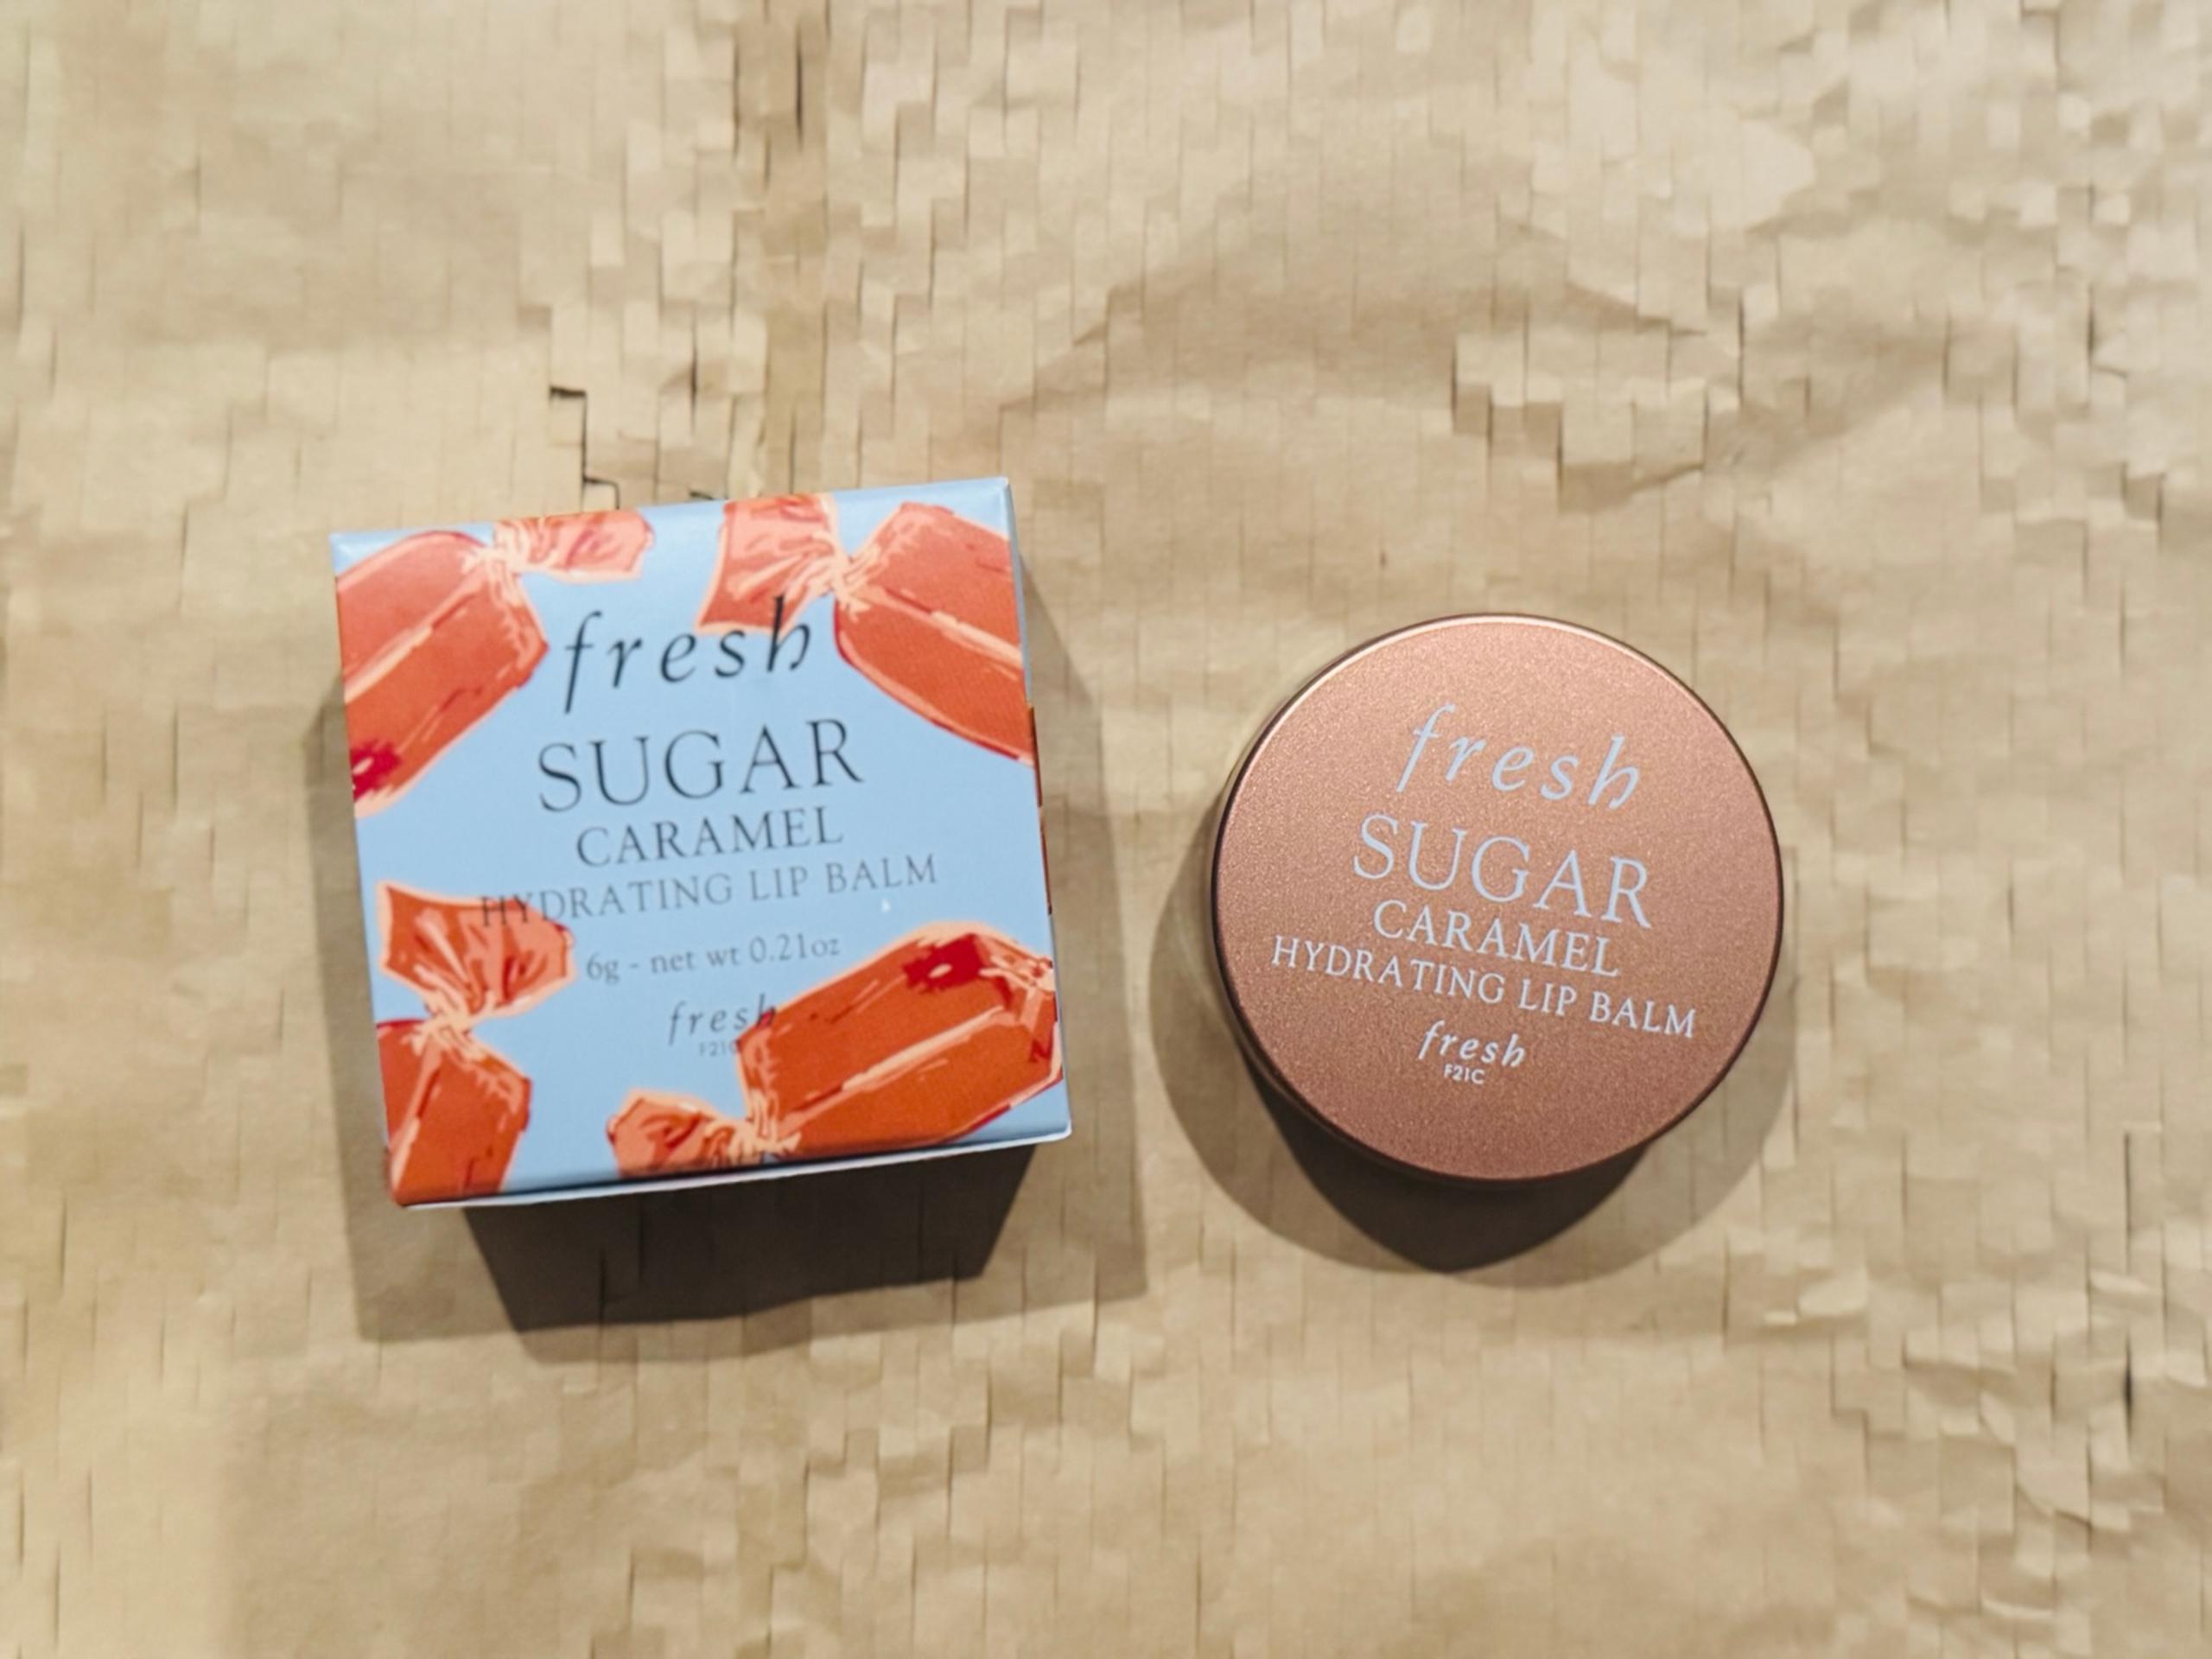 fresh
SUGAR
CARAMEL
HYDRATING LIP BALM
6g - net wt 0.21oz
fresh
F21C
fresh
SUGAR
CARAMEL
HYDRATING LIP BALM
fresh
F21C